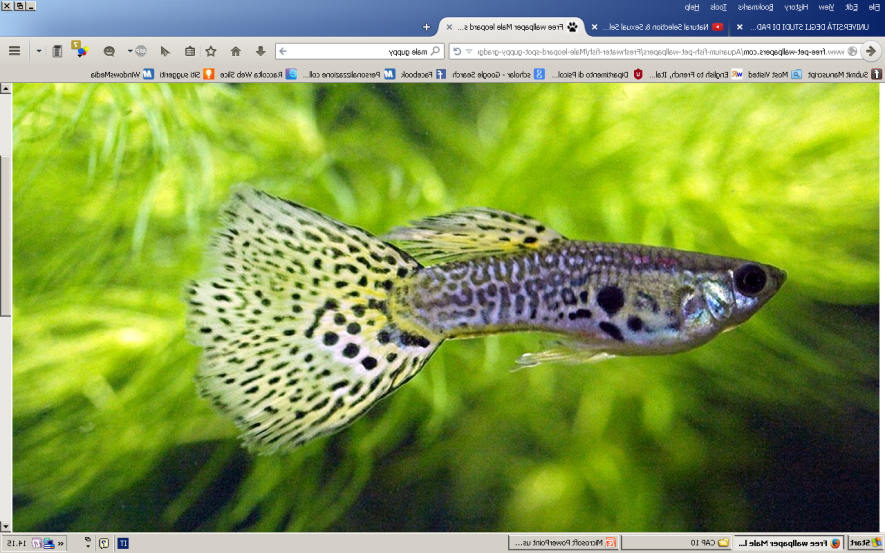 File Edit View History Bookmarks Tools Help
UNIVERSITÀ DEGLI STUDI DI PAD... × Natural Selection & Sexual Sel... × Free wallpaper Male leopard s... × +
www.free-pet-wallpapers.com/Aquarium-fish-pet-wallpapers/Freshwater-fish/Male-leopard-spot-guppy-gradg
male guppy
Submit Manuscript Most Visited English to French, Ital... Dipartimento di Psicol... scholar - Google Search Facebook Personalizzazione coll... Raccolta Web Slice Siti suggeriti WindowsMedia
Start Free wallpaper Male l... CAP 10 Microsoft PowerPoint us... IT « 14.15